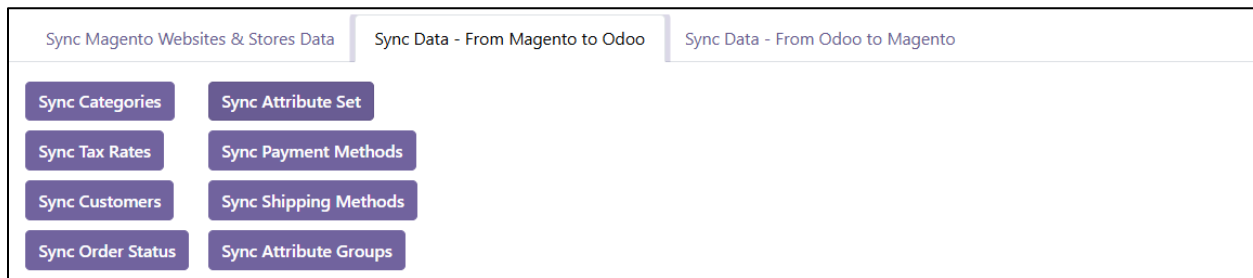 Sync Magento Websites & Stores Data Sync Data - From Magento to Odoo Sync Data - From Odoo to Magento
Sync Categories Sync Attribute Set
Sync Tax Rates Sync Payment Methods
Sync Customers Sync Shipping Methods
Sync Order Status Sync Attribute Groups